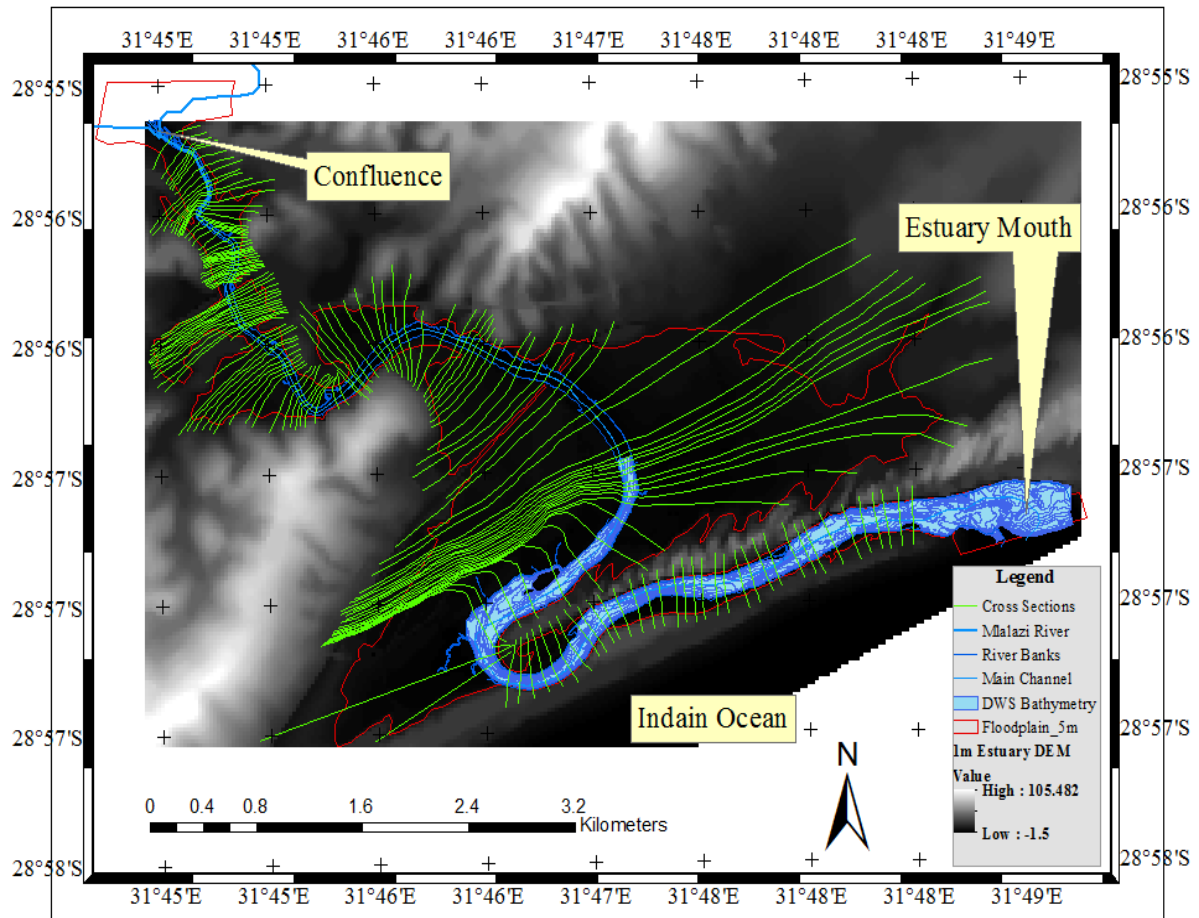 31°45'E 31°45'E 31°46'E 31°46'E 31°47'E 31°48'E 31°48'E 31°48'E 31°49'E
28°55'S 28°55'S
Confluence
28°56'S 28°56'S
Estuary Mouth
28°56'S 28°56'S
28°57'S 28°57'S
Legend
28°57'S 28°57'S
Cross Sections
Mlalazi River
River Banks
Main Channel
DWS Bathymetry
Indain Ocean
Floodplain_5m
28°57'S 28°57'S
1m Estuary DEM
Value
High : 105.482
Low : -1.5
N
0 0.4 0.8 1.6 2.4 3.2
Kilometers
28°58'S 28°58'S
31°45'E 31°45'E 31°46'E 31°46'E 31°47'E 31°48'E 31°48'E 31°49'E